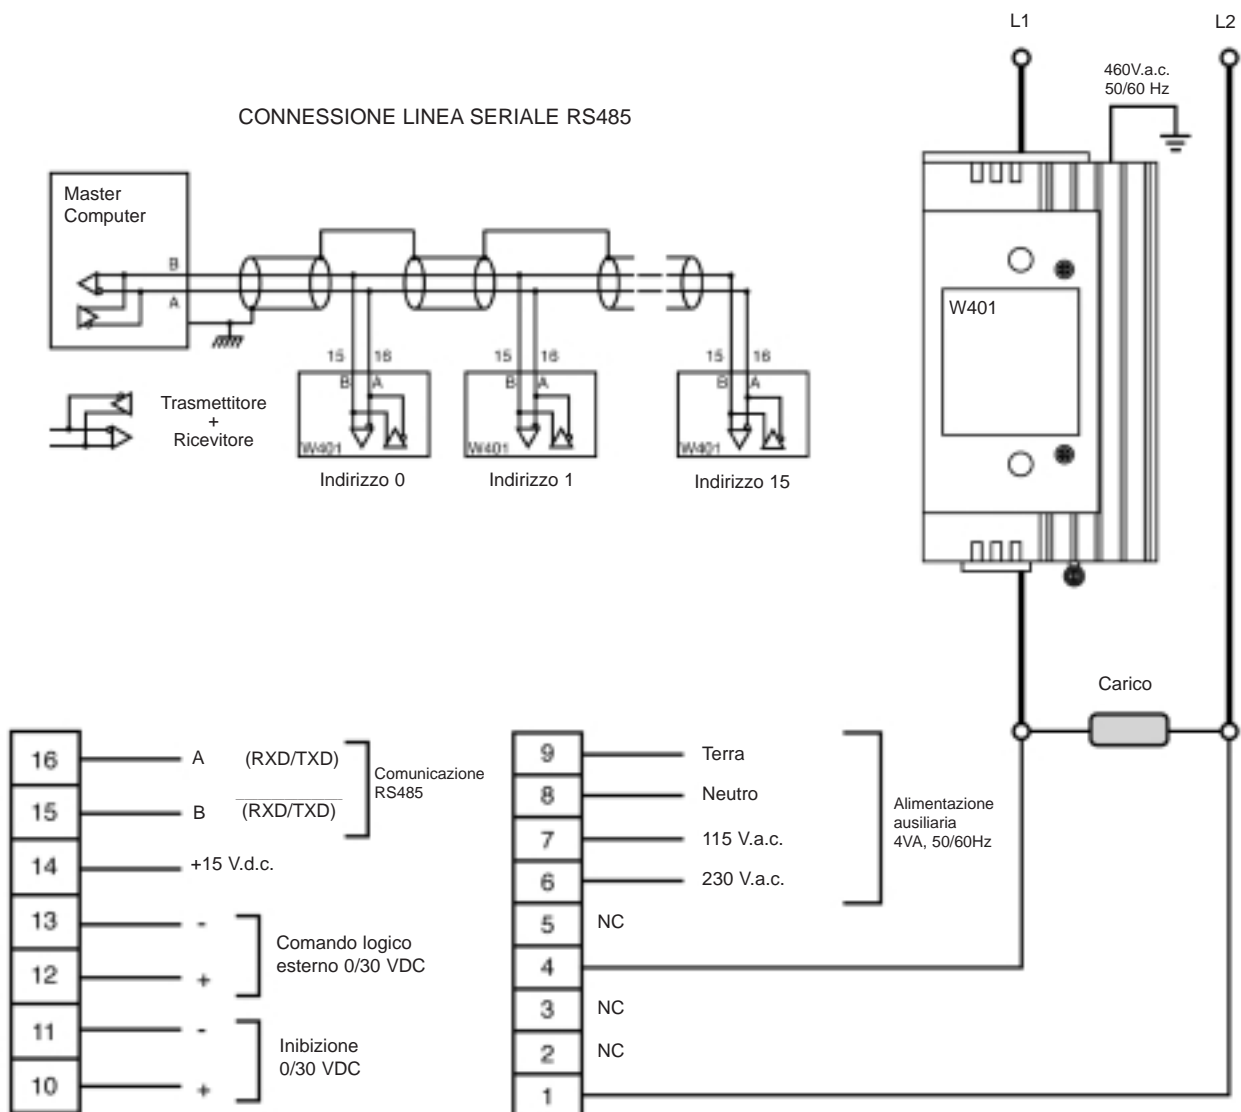 L1
L2
460V.a.c.
50/60 Hz
CONNESSIONE LINEA SERIALE RS485
Master
Computer
B
A
W401
15 16
B A
W401
15 16
B A
W401
15 16
B A
W401
Trasmettitore
+
Ricevitore
Indirizzo 0
Indirizzo 1
Indirizzo 15
Carico
16 A (RXD/TXD)
15 B (RXD/TXD)
Comunicazione
RS485
14 +15 V.d.c.
13 -
12 +
Comando logico
esterno 0/30 VDC
11 -
10 +
Inibizione
0/30 VDC
9 Terra
8 Neutro
7 115 V.a.c.
6 230 V.a.c.
Alimentazione
ausiliaria
4VA, 50/60Hz
5 NC
4
3 NC
2 NC
1